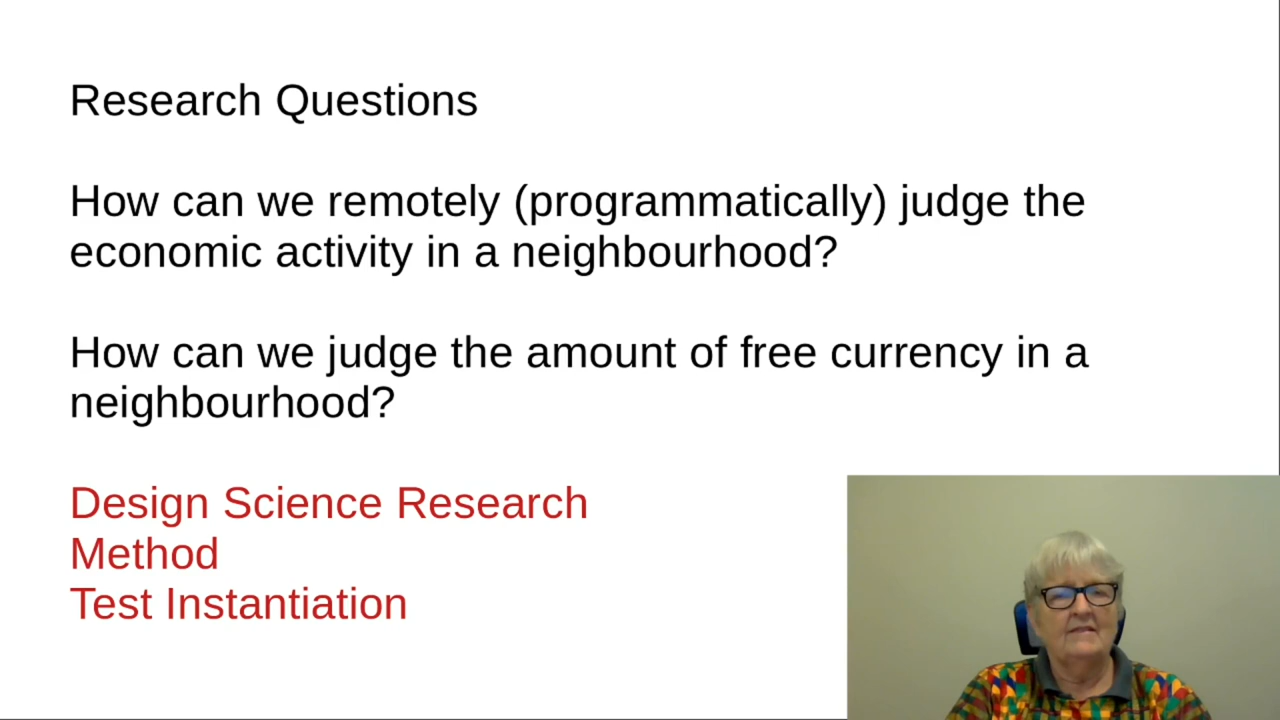 Research Questions
How can we remotely (programmatically) judge the
economic activity in a neighbourhood?
How can we judge the amount of free currency in a
neighbourhood?
Design Science Research
Method
Test Instantiation